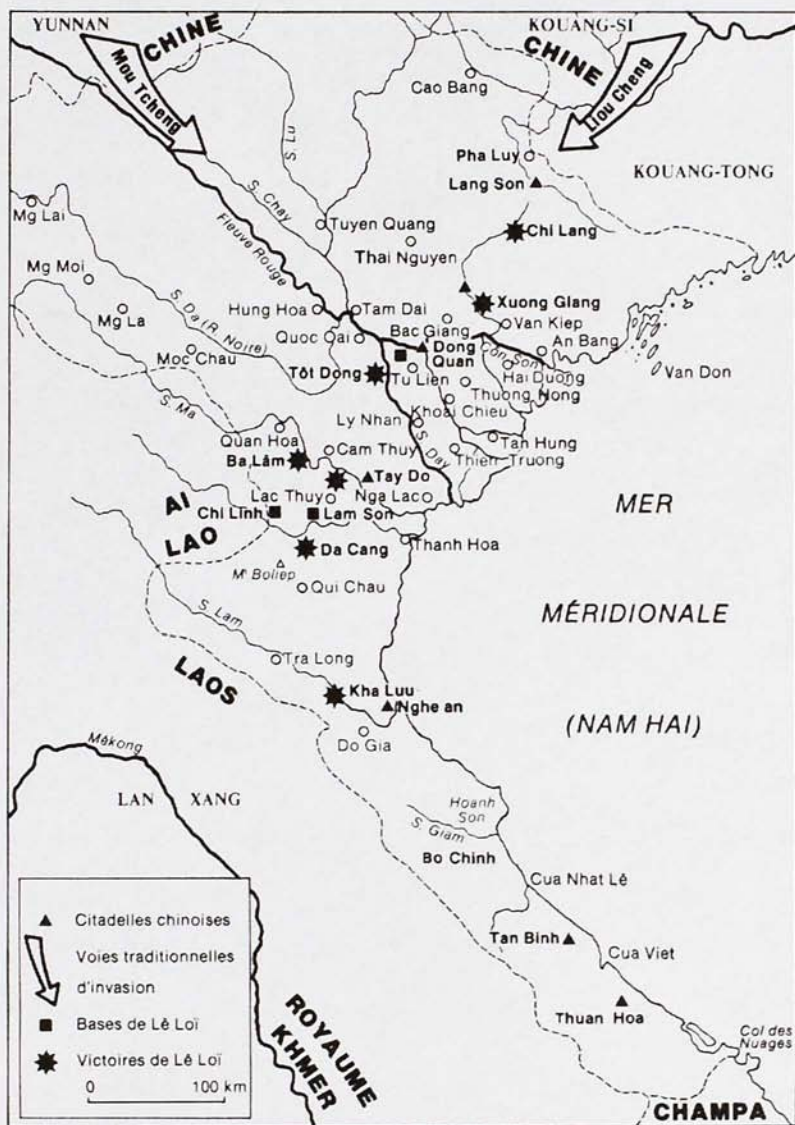 YUNNAN
CHINE
KOUANG-SI
CHINE
Mou Tcheng
Liou Cheng
Cao Bang
S. Lu
Pha Luy
KOUANG-TONG
Lang Son
S. Chay
Mg Lai
Tuyen Quang
Chi Lang
Fleuve Rouge
Thai Nguyen
Mg Moi
S. Da (R. Noire)
Hung Hoa
Tam Dai
Xuong Giang
Mg La
Bac Giang
Van Kiep
An Bang
Quoc Oai
Dong Quan
Con Son
Moc Chau
Hai Duong
Van Don
Tôt Dong
Tu Lien
Thuong Hong
S. Ma
Khoai Chieu
Ly Nhan
Quan Hoa
S. Day
Tan Hung
Cam Thuy
Thien Truong
Ba Lâm
Tay Do
Lac Thuy
Nga Lac
MER
AI LAO
Chi Linh
Lam Son
Thanh Hoa
Da Cang
Mt Boliep
Qui Chau
MÉRIDIONALE
S. Lam
Tra Long
LAOS
Kha Luu
Nghe an
(NAM HAI)
Do Gia
Mékong
LAN XANG
Hoanh Son
S. Giam
Bo Chinh
Cua Nhat Lê
Tan Binh
Cua Viet
Thuan Hoa
Col des Nuages
ROYAUME KHMER
CHAMPA
Citadelles chinoises
Voies traditionnelles
d'invasion
Bases de Lê Loï
Victoires de Lê Loï
0 100 km